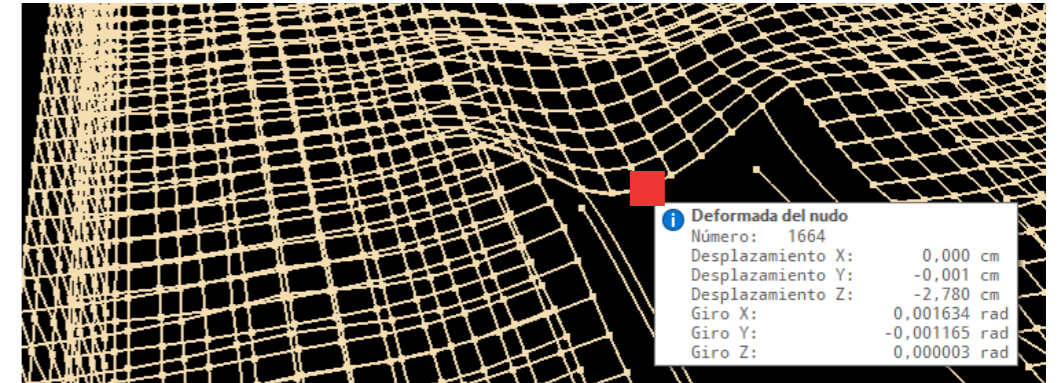 Deformada del nudo
Número: 1664
Desplazamiento X: 0,000 cm
Desplazamiento Y: -0,001 cm
Desplazamiento Z: -2,780 cm
Giro X: 0,001634 rad
Giro Y: -0,001165 rad
Giro Z: 0,000003 rad